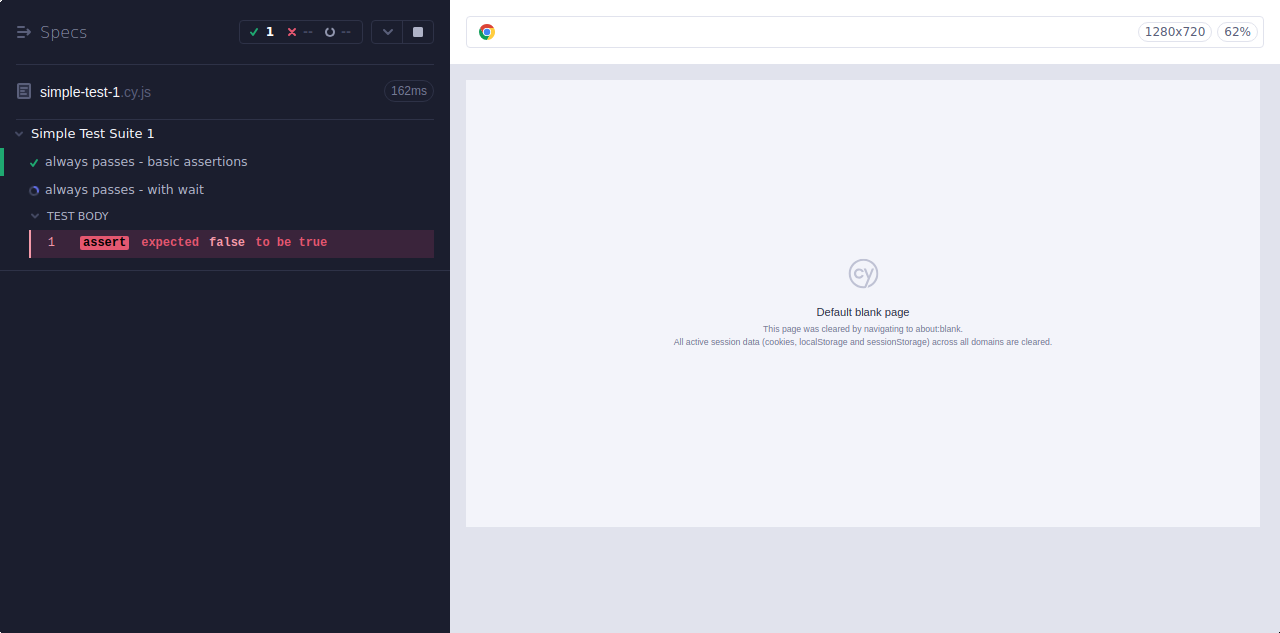 Specs
1 -- --
simple-test-1.cy.js
162ms
Simple Test Suite 1
always passes - basic assertions
always passes - with wait
TEST BODY
1 assert expected false to be true
1280x720 62%
cy
Default blank page
This page was cleared by navigating to about:blank.
All active session data (cookies, localStorage and sessionStorage) across all domains are cleared.